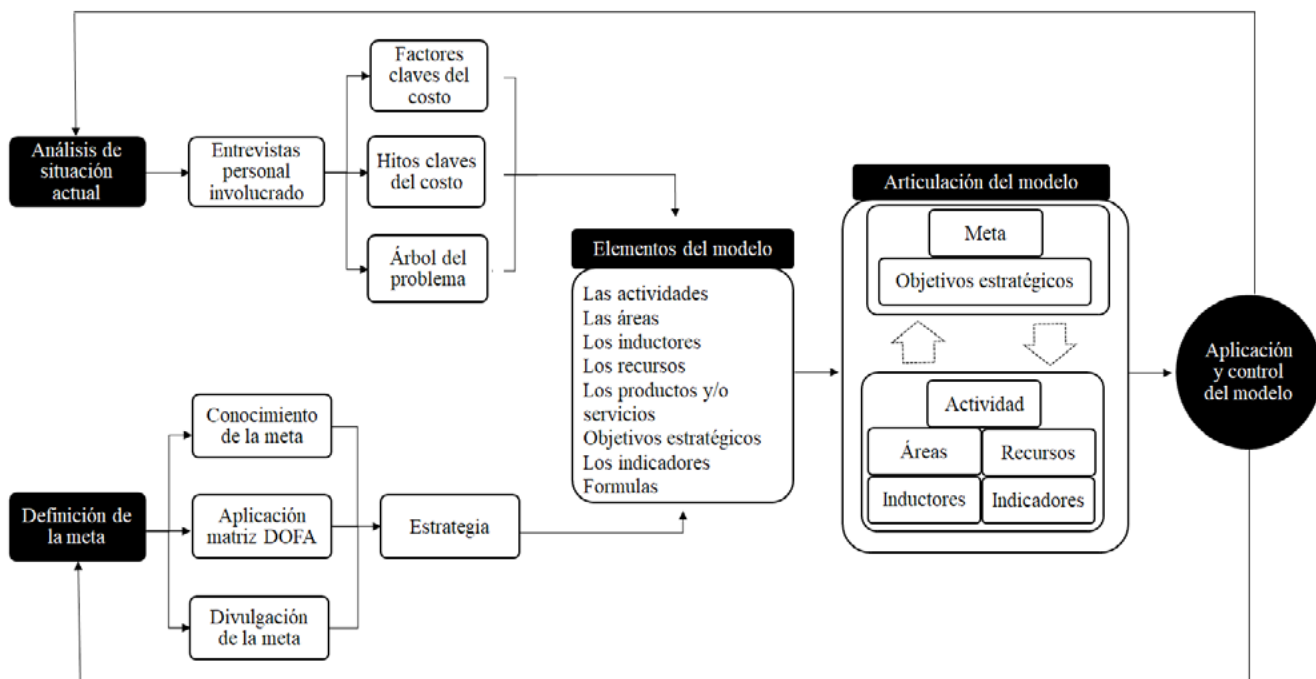 Análisis de
situación
actual
Entrevistas
personal
involucrado
Factores
claves del
costo
Hitos claves
del costo
Árbol del
problema
Definición de
la meta
Conocimiento
de la meta
Aplicación
matriz DOFA
Divulgación
de la meta
Estrategia
Elementos del modelo
Las actividades
Las áreas
Los inductores
Los recursos
Los productos y/o
servicios
Objetivos estratégicos
Los indicadores
Formulas
Articulación del modelo
Meta
Objetivos estratégicos
Actividad
Áreas
Recursos
Inductores
Indicadores
Aplicación
y control
del modelo